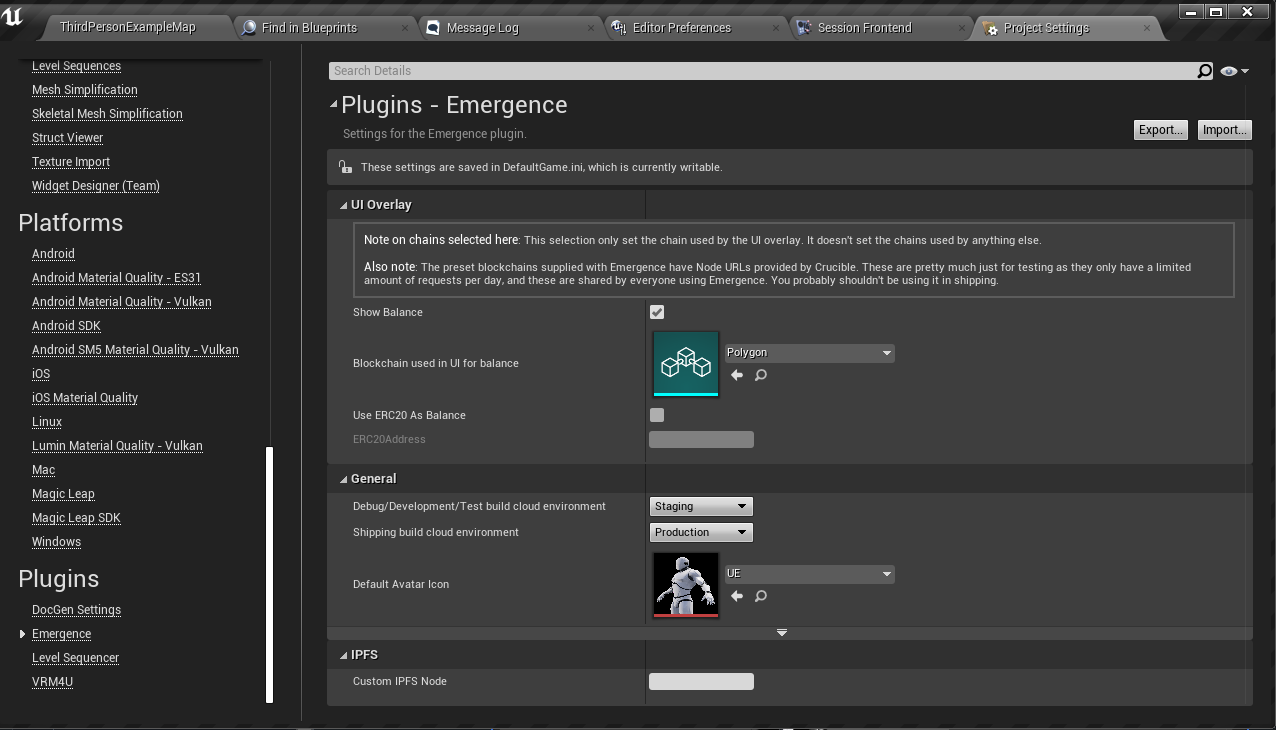 ThirdPersonExampleMap
Find in Blueprints
Message Log
Editor Preferences
Session Frontend
Project Settings
Level Sequences
Mesh Simplification
Skeletal Mesh Simplification
Struct Viewer
Texture Import
Widget Designer (Team)
Platforms
Android
Android Material Quality - ES31
Android Material Quality - Vulkan
Android SDK
Android SM5 Material Quality - Vulkan
iOS
iOS Material Quality
Linux
Lumin Material Quality - Vulkan
Mac
Magic Leap
Magic Leap SDK
Windows
Plugins
DocGen Settings
Emergence
Level Sequencer
VRM4U
Search Details
Plugins - Emergence
Settings for the Emergence plugin.
Export...
Import...
These settings are saved in DefaultGame.ini, which is currently writable.
UI Overlay
Note on chains selected here: This selection only set the chain used by the UI overlay. It doesn't set the chains used by anything else.
Also note: The preset blockchains supplied with Emergence have Node URLs provided by Crucible. These are pretty much just for testing as they only have a limited
amount of requests per day, and these are shared by everyone using Emergence. You probably shouldn't be using it in shipping.
Show Balance
Blockchain used in UI for balance
Polygon
Use ERC20 As Balance
ERC20Address
General
Debug/Development/Test build cloud environment
Staging
Shipping build cloud environment
Production
Default Avatar Icon
UE
IPFS
Custom IPFS Node